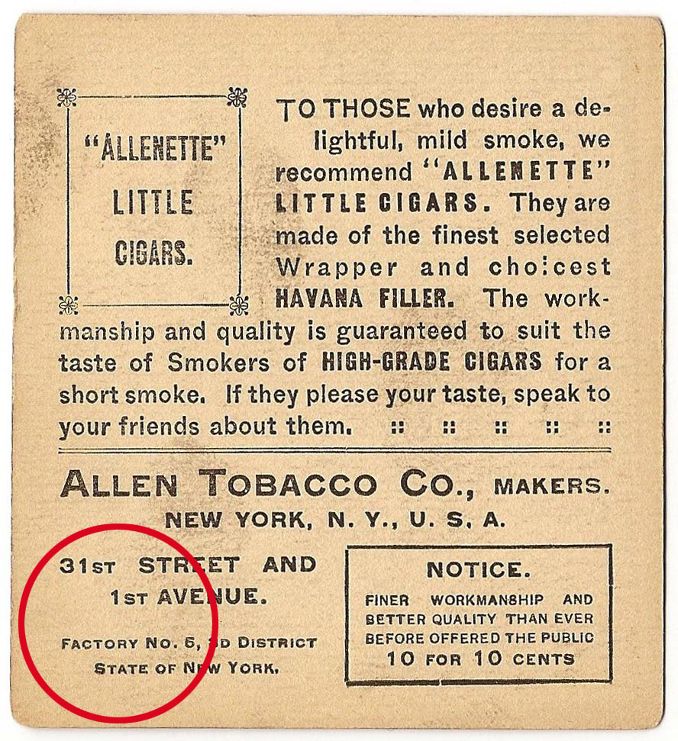 "ALLENETTE"
LITTLE
CIGARS.
TO THOSE who desire a de-
lightful, mild smoke, we
recommend "ALLENETTE"
LITTLE CIGARS. They are
made of the finest selected
Wrapper and choicest
HAVANA FILLER. The work-
manship and quality is guaranteed to suit the
taste of Smokers of HIGH-GRADE CIGARS for a
short smoke. If they please your taste, speak to
your friends about them. :: :: :: :: ::
ALLEN TOBACCO CO., MAKERS.
NEW YORK, N. Y., U. S. A.
31ST STREET AND
1ST AVENUE.
FACTORY NO. 5, 3D DISTRICT
STATE OF NEW YORK.
NOTICE.
FINER WORKMANSHIP AND
BETTER QUALITY THAN EVER
BEFORE OFFERED THE PUBLIC
10 FOR 10 CENTS